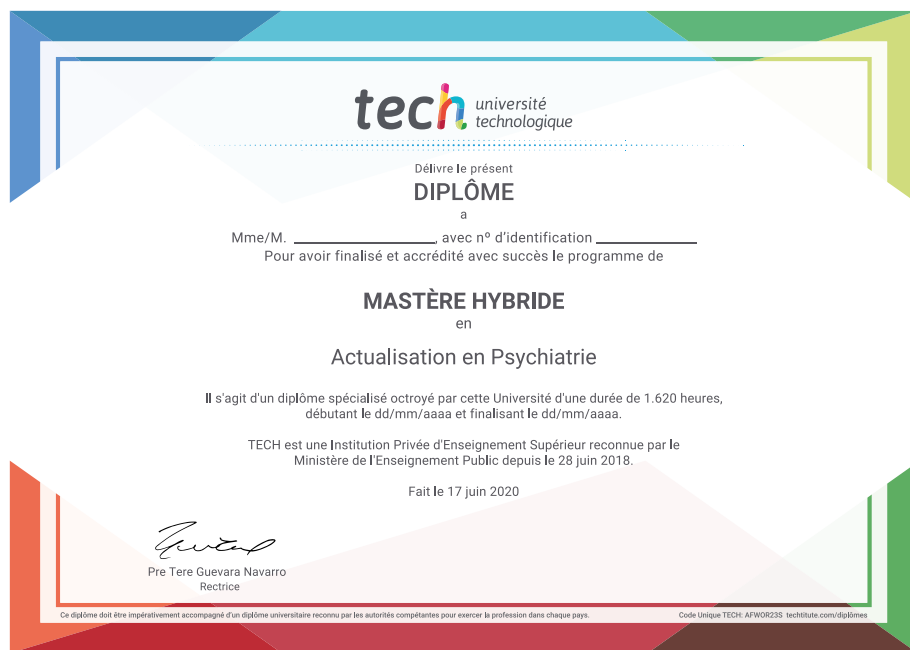 tech université
technologique
Délivre le présent
DIPLÔME
a
Mme/M. ____________________, avec nº d'identification ______________
Pour avoir finalisé et accrédité avec succès le programme de
MASTÈRE HYBRIDE
en
Actualisation en Psychiatrie
Il s'agit d'un diplôme spécialisé octroyé par cette Université d'une durée de 1.620 heures,
débutant le dd/mm/aaaa et finalisant le dd/mm/aaaa.
TECH est une Institution Privée d'Enseignement Supérieur reconnue par le
Ministère de l'Enseignement Public depuis le 28 juin 2018.
Fait le 17 juin 2020
Pre Tere Guevara Navarro
Rectrice
Ce diplôme doit être impérativement accompagné d'un diplôme universitaire reconnu par les autorités compétantes pour exercer la profession dans chaque pays.
Code Unique TECH: AFWOR23S techtitute.com/diplômes